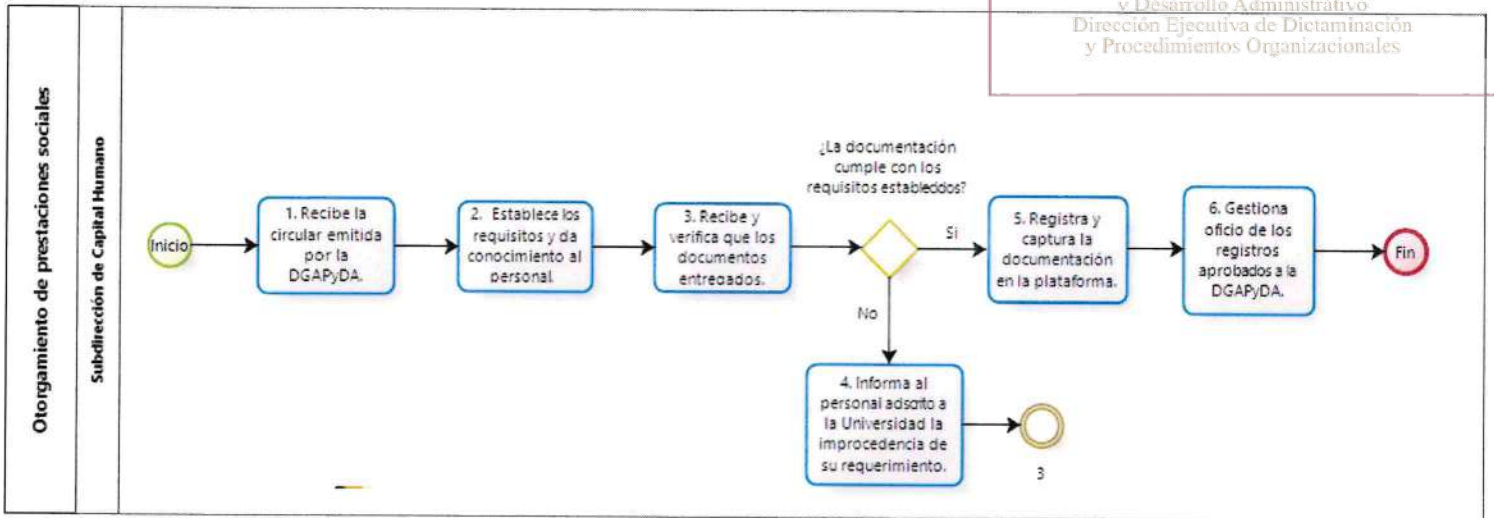 y Desarrollo Administrativo
Dirección Ejecutiva de Dictaminación
y Procedimientos Organizacionales
Otorgamiento de prestaciones sociales
Subdirección de Capital Humano
Inicio
1. Recibe la
circular emitida
por la
DGAPyDA.
2. Establece los
requisitos y da
conocimiento al
personal.
3. Recibe y
verifica que los
documentos
entregados.
¿La documentación
cumple con los
requisitos establecidos?
Si
No
4. Informa al
personal adscrito a
la Universidad la
improcedencia de
su requerimiento.
3
5. Registra y
captura la
documentación
en la plataforma.
6. Gestiona
oficio de los
registros
aprobados a la
DGAPyDA.
Fin